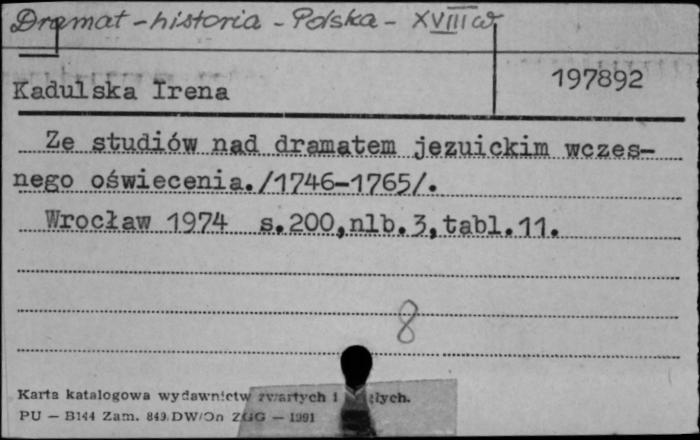 Dramat - historia - Polska - XVIII w
Kadulska Irena
197892
Ze studiów nad dramatem jezuickim wczes-
nego oświecenia./1746-1765/.
Wrocław 1974 s.200,nlb.3,tabl.11.
8
Karta katalogowa wydawnictw zwartych i
PU — B144 Zam. 849. DW/On ZGG — 1991